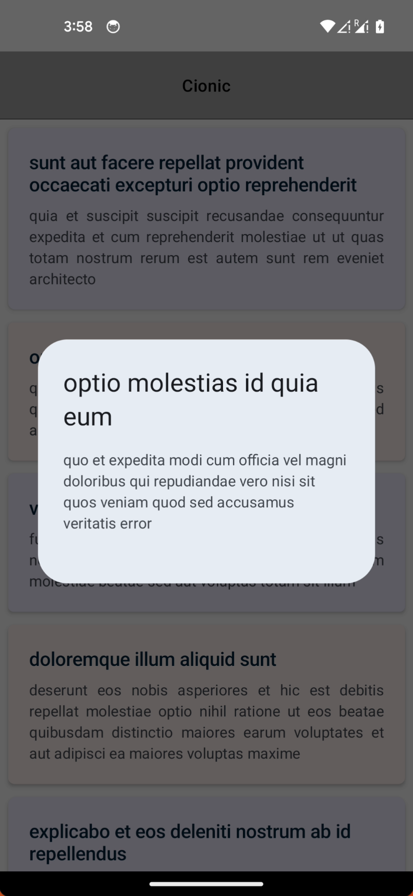 3:58
R
Cionic
sunt aut facere repellat provident
occaecati excepturi optio reprehenderit
quia et suscipit suscipit recusandae consequuntur
expedita et cum reprehenderit molestiae ut ut quas
totam nostrum rerum est autem sunt rem eveniet
architecto
optio molestias id quia
eum
quo et expedita modi cum officia vel magni
doloribus qui repudiandae vero nisi sit
quos veniam quod sed accusamus
veritatis error
doloremque illum aliquid sunt
deserunt eos nobis asperiores et hic est debitis
repellat molestiae optio nihil ratione ut eos beatae
quibusdam distinctio maiores earum voluptates et
aut adipisci ea maiores voluptas maxime
explicabo et eos deleniti nostrum ab id
repellendus